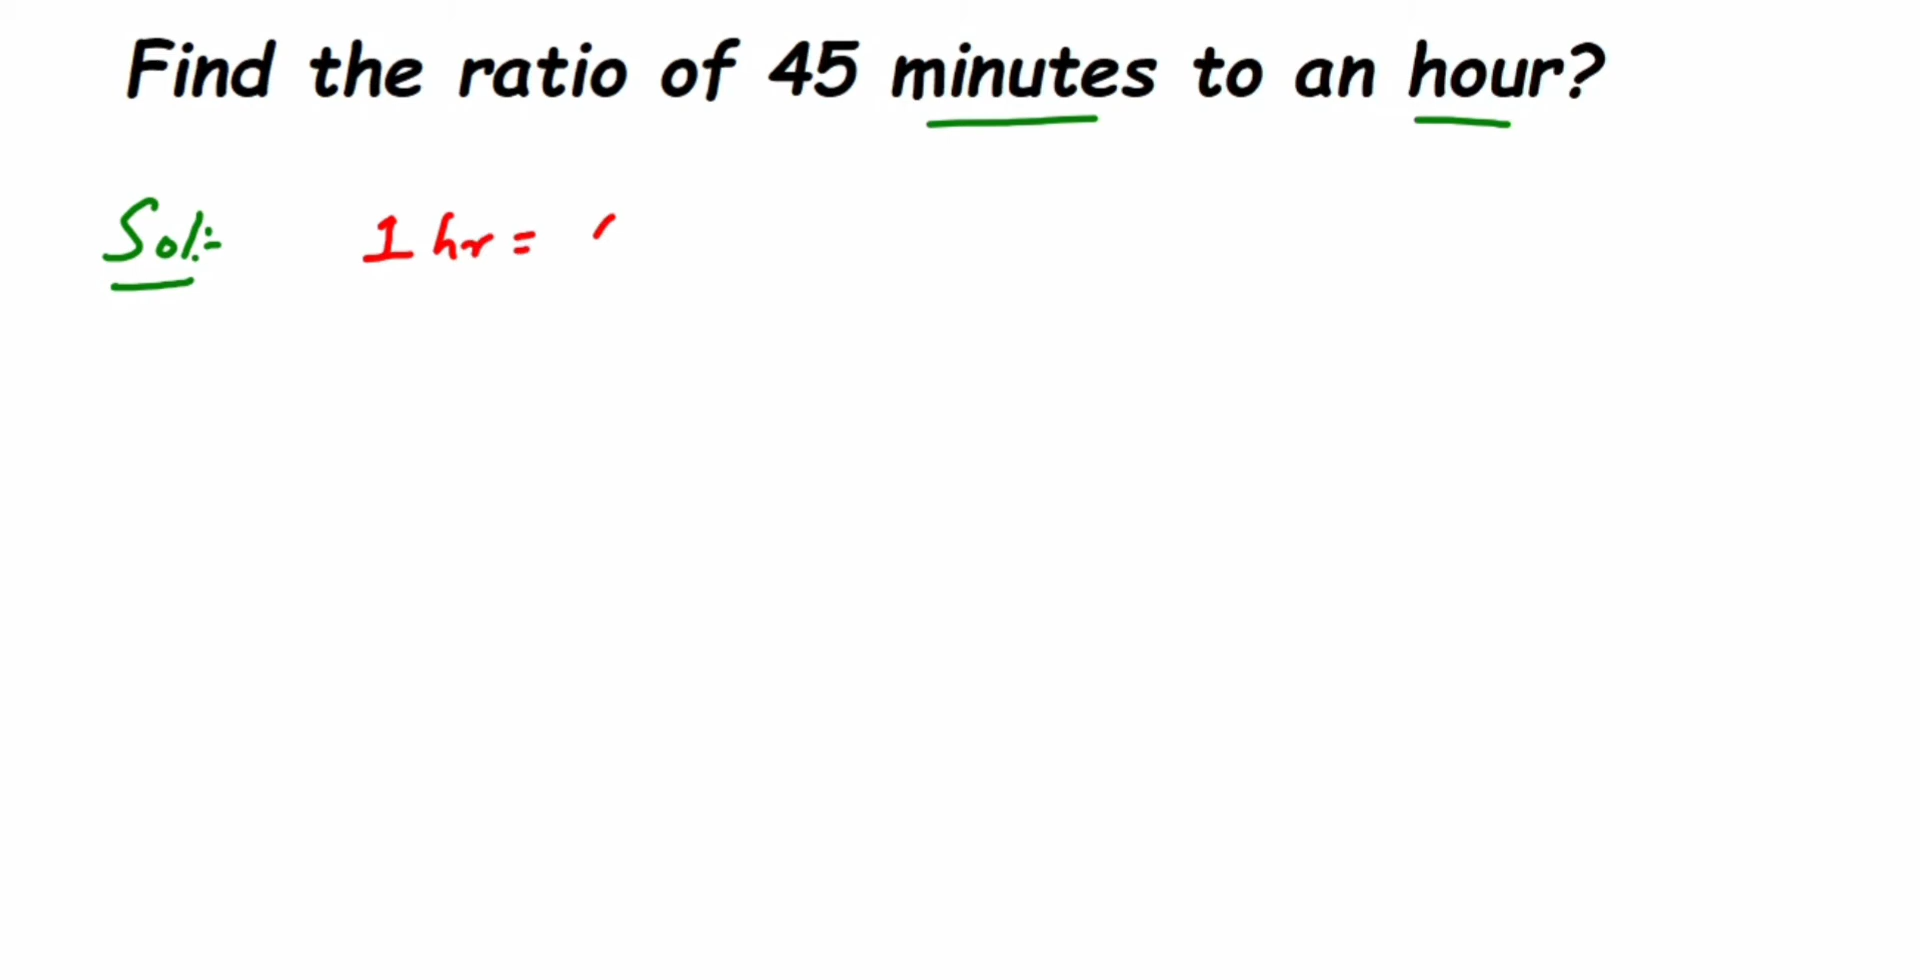 Find the ratio of 45 minutes to an hour?
Sol:- 1 hr =